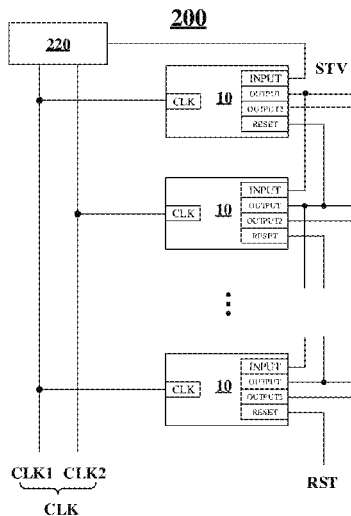 200
220
STV
INPUT
OUTPUT
OUTPUT2
RESET
CLK
10
INPUT
OUTPUT
OUTPUT2
RESET
CLK
10
INPUT
OUTPUT
OUTPUT2
RESET
CLK
10
CLK1 CLK2
CLK
RST